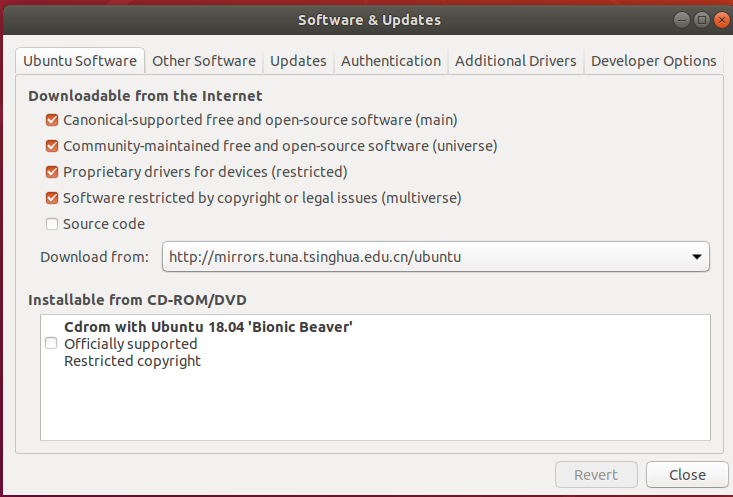 Software & Updates
Ubuntu Software
Other Software
Updates
Authentication
Additional Drivers
Developer Options
Downloadable from the Internet
Canonical-supported free and open-source software (main)
Community-maintained free and open-source software (universe)
Proprietary drivers for devices (restricted)
Software restricted by copyright or legal issues (multiverse)
Source code
Download from: http://mirrors.tuna.tsinghua.edu.cn/ubuntu
Installable from CD-ROM/DVD
Cdrom with Ubuntu 18.04 'Bionic Beaver'
Officially supported
Restricted copyright
Revert
Close